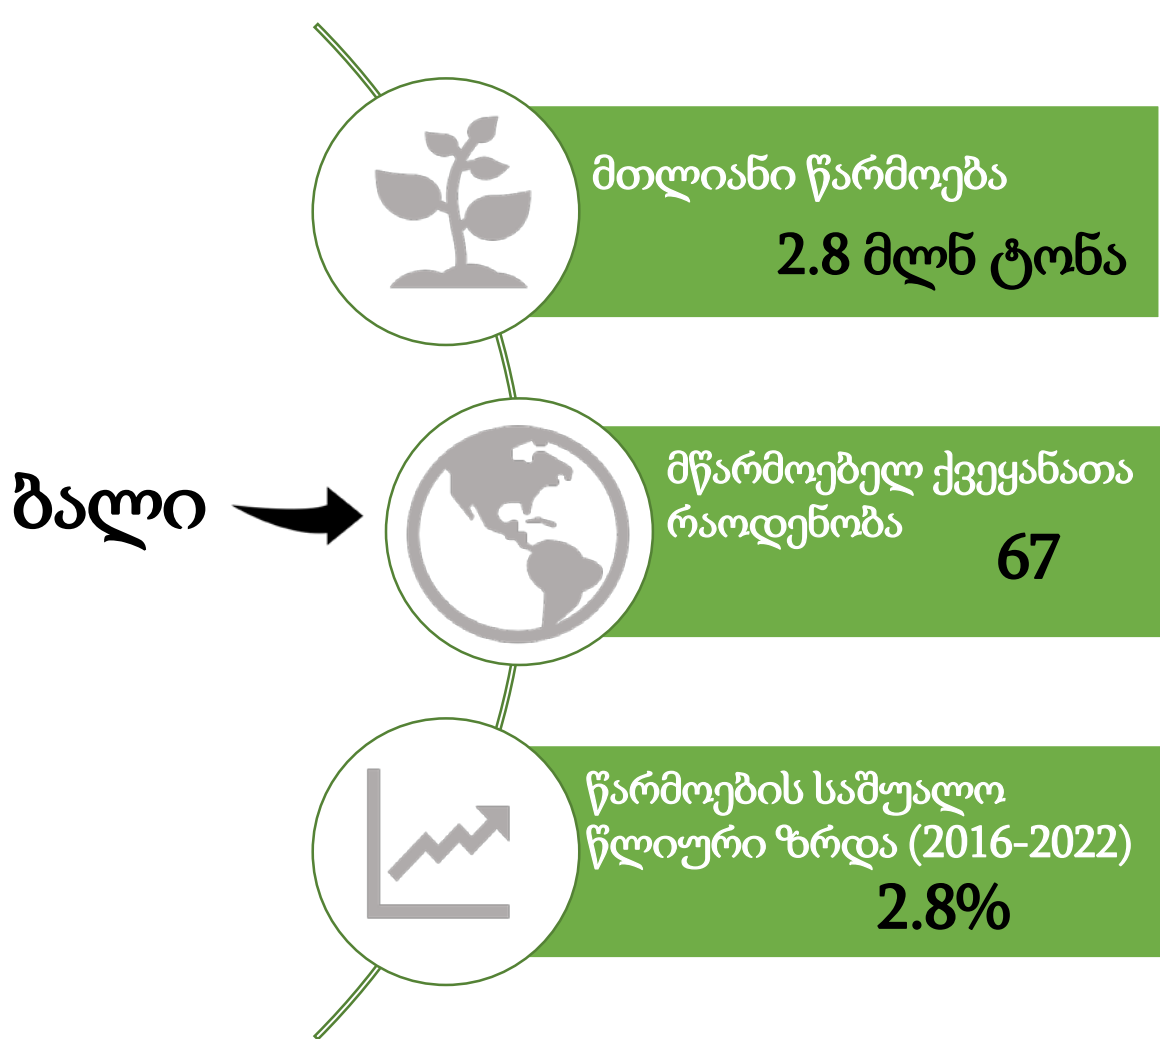 მთლიანი წარმოება
2.8 მლნ ტონა
ბალი
მწარმოებელ ქვეყანათა
რაოდენობა
67
წარმოების საშუალო
წლიური ზრდა (2016-2022)
2.8%